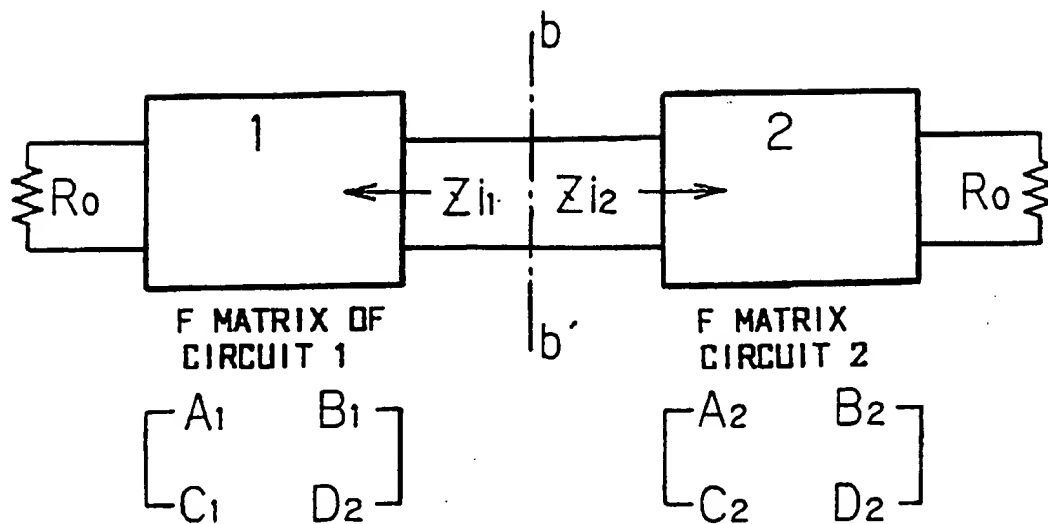 b
1
2
Ro
Zi1
Zi2
Ro
F MATRIX OF
CIRCUIT 1
b'
F MATRIX
CIRCUIT 2
A1 B1
C1 D2
A2 B2
C2 D2